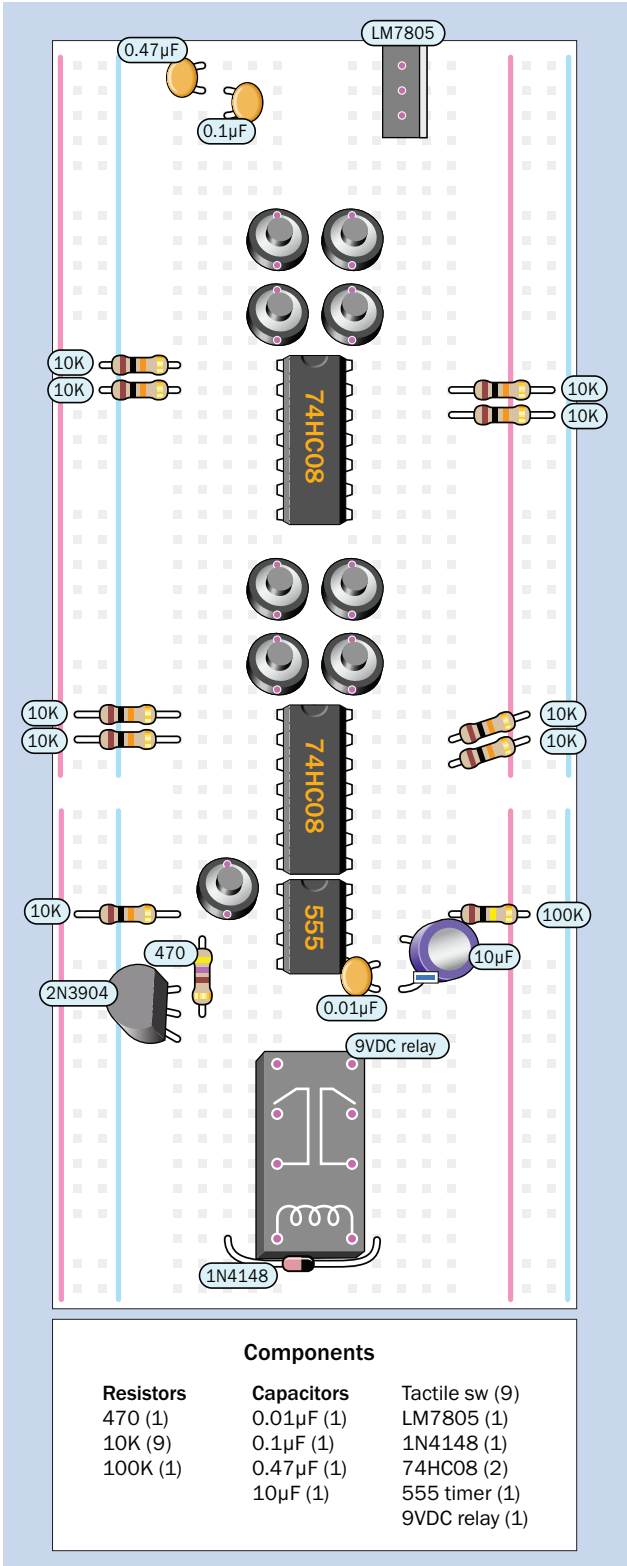 0.47µF
LM7805
0.1µF
10K
10K
10K
10K
74HC08
10K
10K
10K
10K
74HC08
10K
100K
555
470
10µF
2N3904
0.01µF
9VDC relay
1N4148
Components
Resistors
470 (1)
10K (9)
100K (1)
Capacitors
0.01µF (1)
0.1µF (1)
0.47µF (1)
10µF (1)
Tactile sw (9)
LM7805 (1)
1N4148 (1)
74HC08 (2)
555 timer (1)
9VDC relay (1)